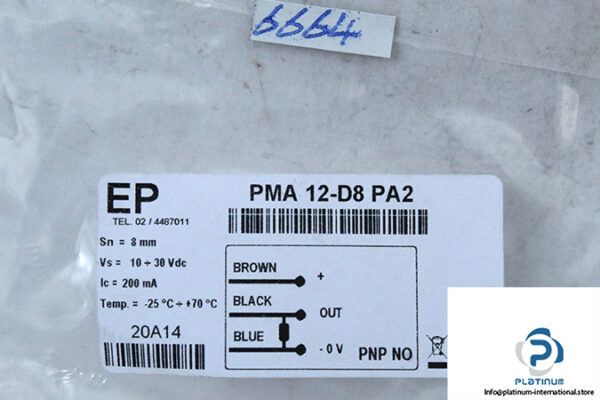 6664
EP
TEL. 02 / 4487011
PMA 12-D8 PA2
Sn = 8 mm
Vs = 10 ÷ 30 Vdc
Ic = 200 mA
Temp. = -25 °C ÷ +70 °C
20A14
BROWN +
BLACK OUT
BLUE - 0 V
PNP NO
PLATINUM
Info@platinum-international.store